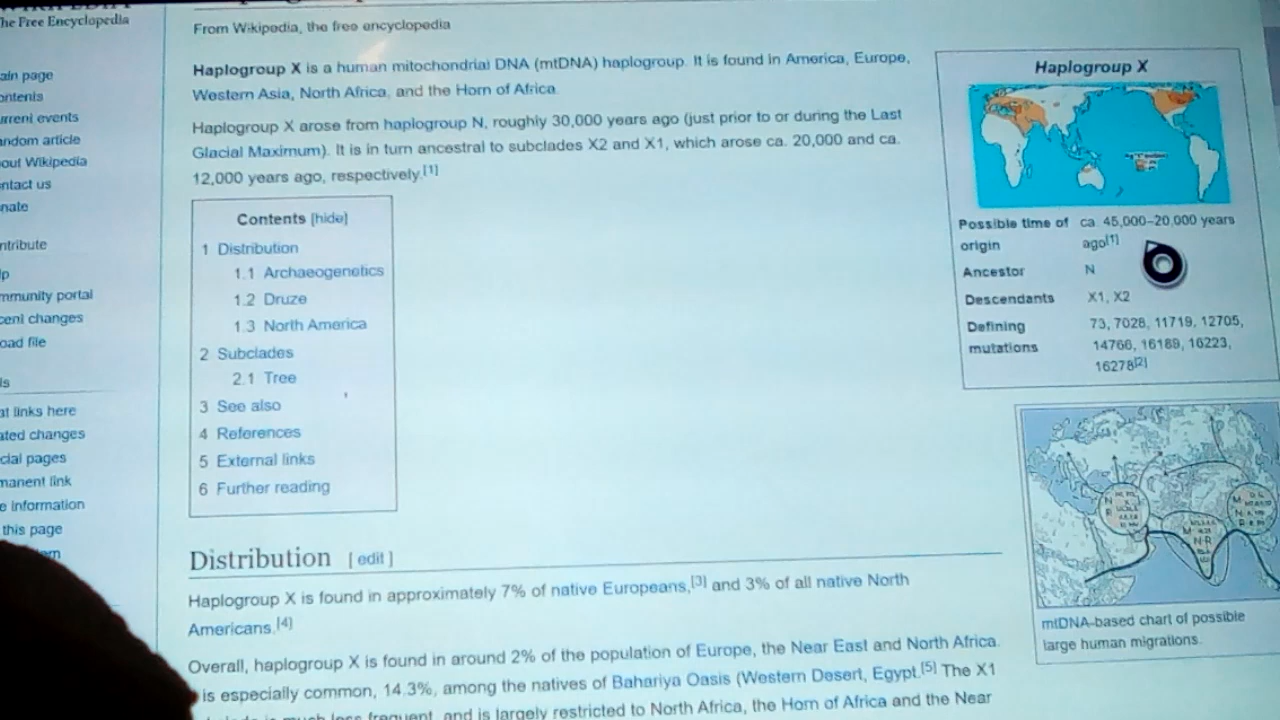 The Free Encyclopedia
From Wikipedia, the free encyclopedia
Haplogroup X is a human mitochondrial DNA (mtDNA) haplogroup. It is found in America, Europe,
Western Asia, North Africa, and the Horn of Africa.
Haplogroup X arose from haplogroup N, roughly 30,000 years ago (just prior to or during the Last
Glacial Maximum). It is in turn ancestral to subclades X2 and X1, which arose ca. 20,000 and ca.
12,000 years ago, respectively.[1]
Contents [hide]
1 Distribution
1.1 Archaeogenetics
1.2 Druze
1.3 North America
2 Subclades
2.1 Tree
3 See also
4 References
5 External links
6 Further reading
Distribution [edit]
Haplogroup X is found in approximately 7% of native Europeans,[3] and 3% of all native North
Americans.[4]
Overall, haplogroup X is found in around 2% of the population of Europe, the Near East and North Africa.
is especially common, 14.3%, among the natives of Bahariya Oasis (Western Desert, Egypt.[5] The X1
is much less frequent, and is largely restricted to North Africa, the Horn of Africa and the Near
Haplogroup X
Possible time of origin ca. 45,000–20,000 years ago[1]
Ancestor N
Descendants X1, X2
Defining mutations 73, 7028, 11719, 12705,
14766, 16189, 16223,
16278[2]
mtDNA-based chart of possible
large human migrations.
ain page
ontents
urrent events
andom article
out Wikipedia
ntact us
nate
ntribute
lp
mmunity portal
cent changes
oad file
ls
at links here
ated changes
cial pages
manent link
e information
this page
em